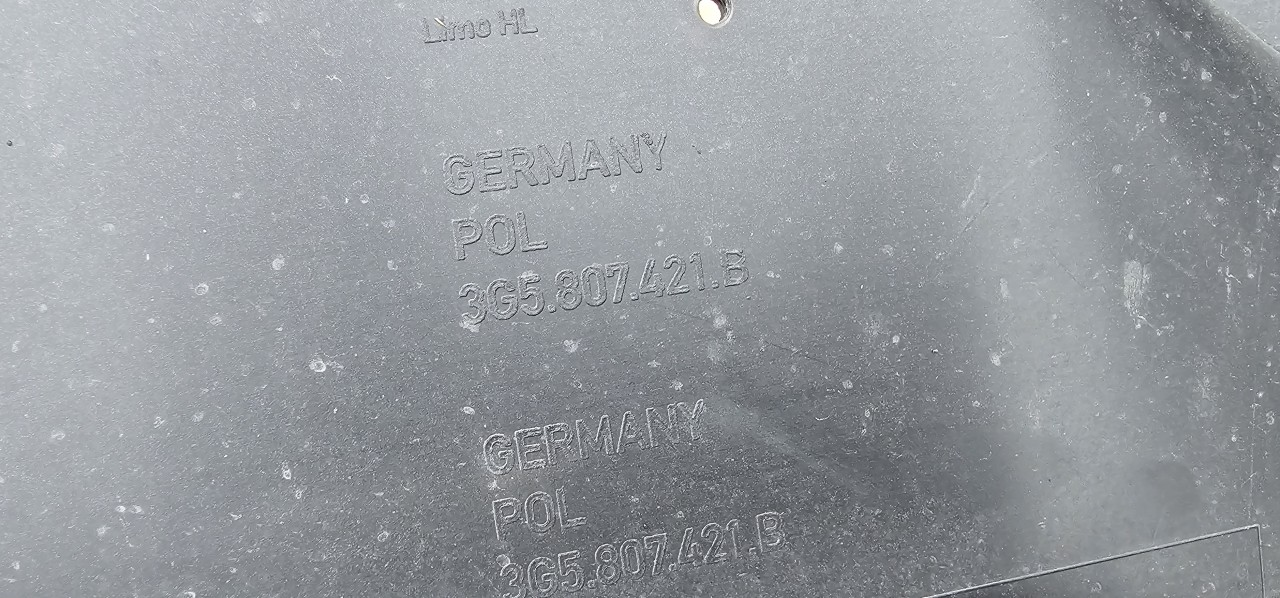 Limo HL
GERMANY
POL
3G5.807.421.B
GERMANY
POL
3G5.807.421.B